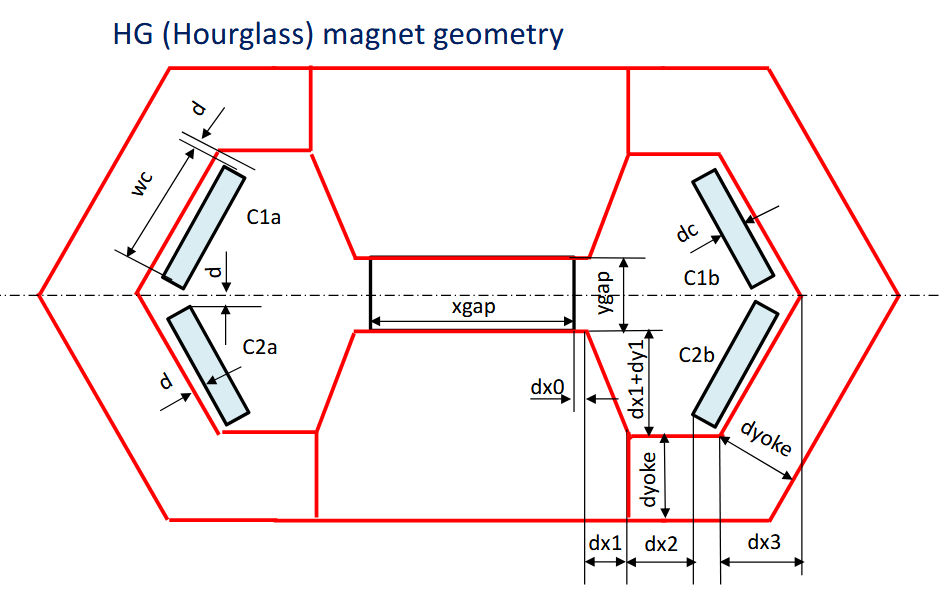 HG (Hourglass) magnet geometry
d
wc
C1a
dc
d
C1b
ygap
xgap
C2a
C2b
d
dx0
dx1+dy1
dyoke
dyoke
dx1
dx2
dx3